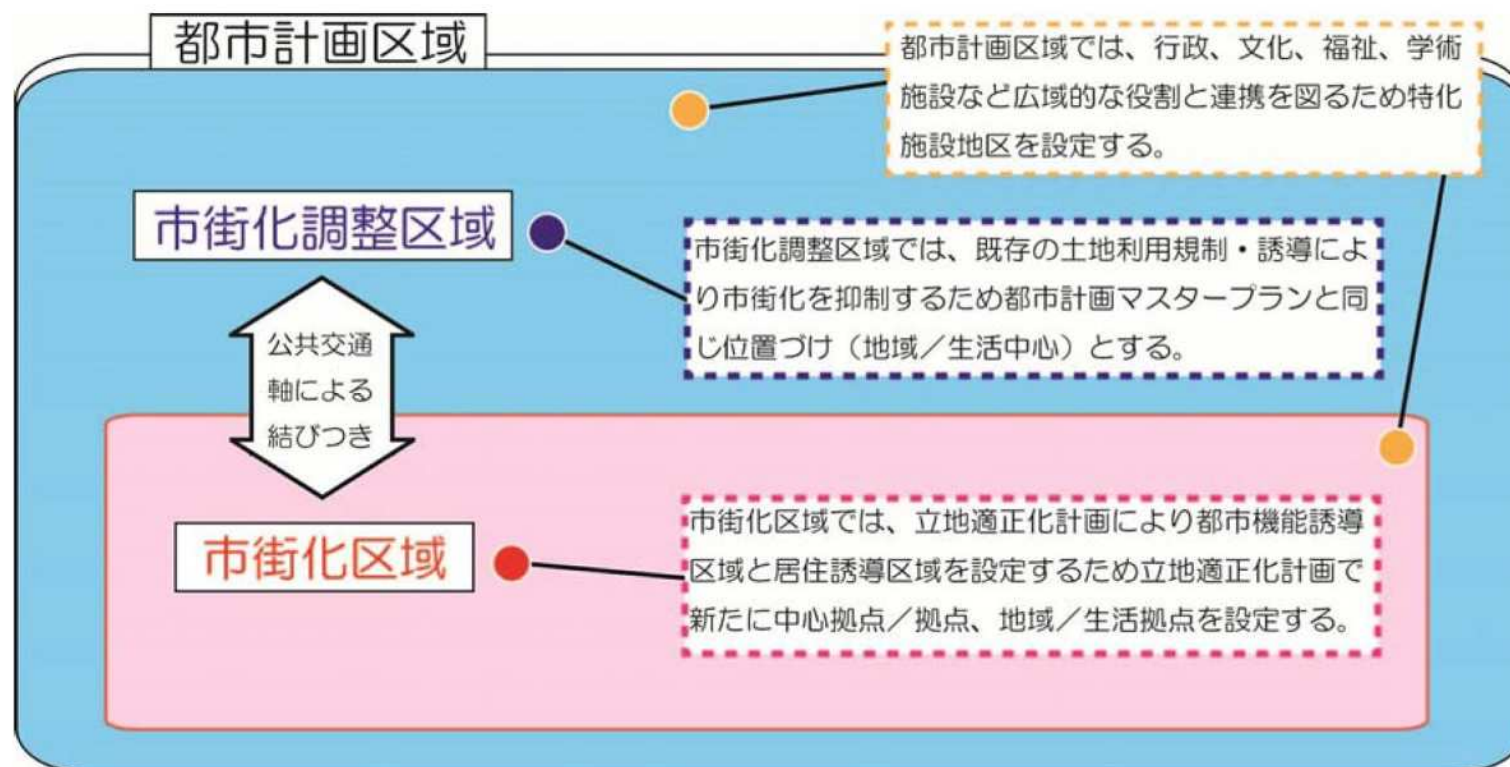 都市計画区域
都市計画区域では、行政、文化、福祉、学術
施設など広域的な役割と連携を図るため特化
施設地区を設定する。
市街化調整区域
市街化調整区域では、既存の土地利用規制・誘導によ
り市街化を抑制するため都市計画マスタープランと同
じ位置づけ（地域／生活中心）とする。
公共交通
軸による
結びつき
市街化区域
市街化区域では、立地適正化計画により都市機能誘導
区域と居住誘導区域を設定するため立地適正化計画で
新たに中心拠点／拠点、地域／生活拠点を設定する。